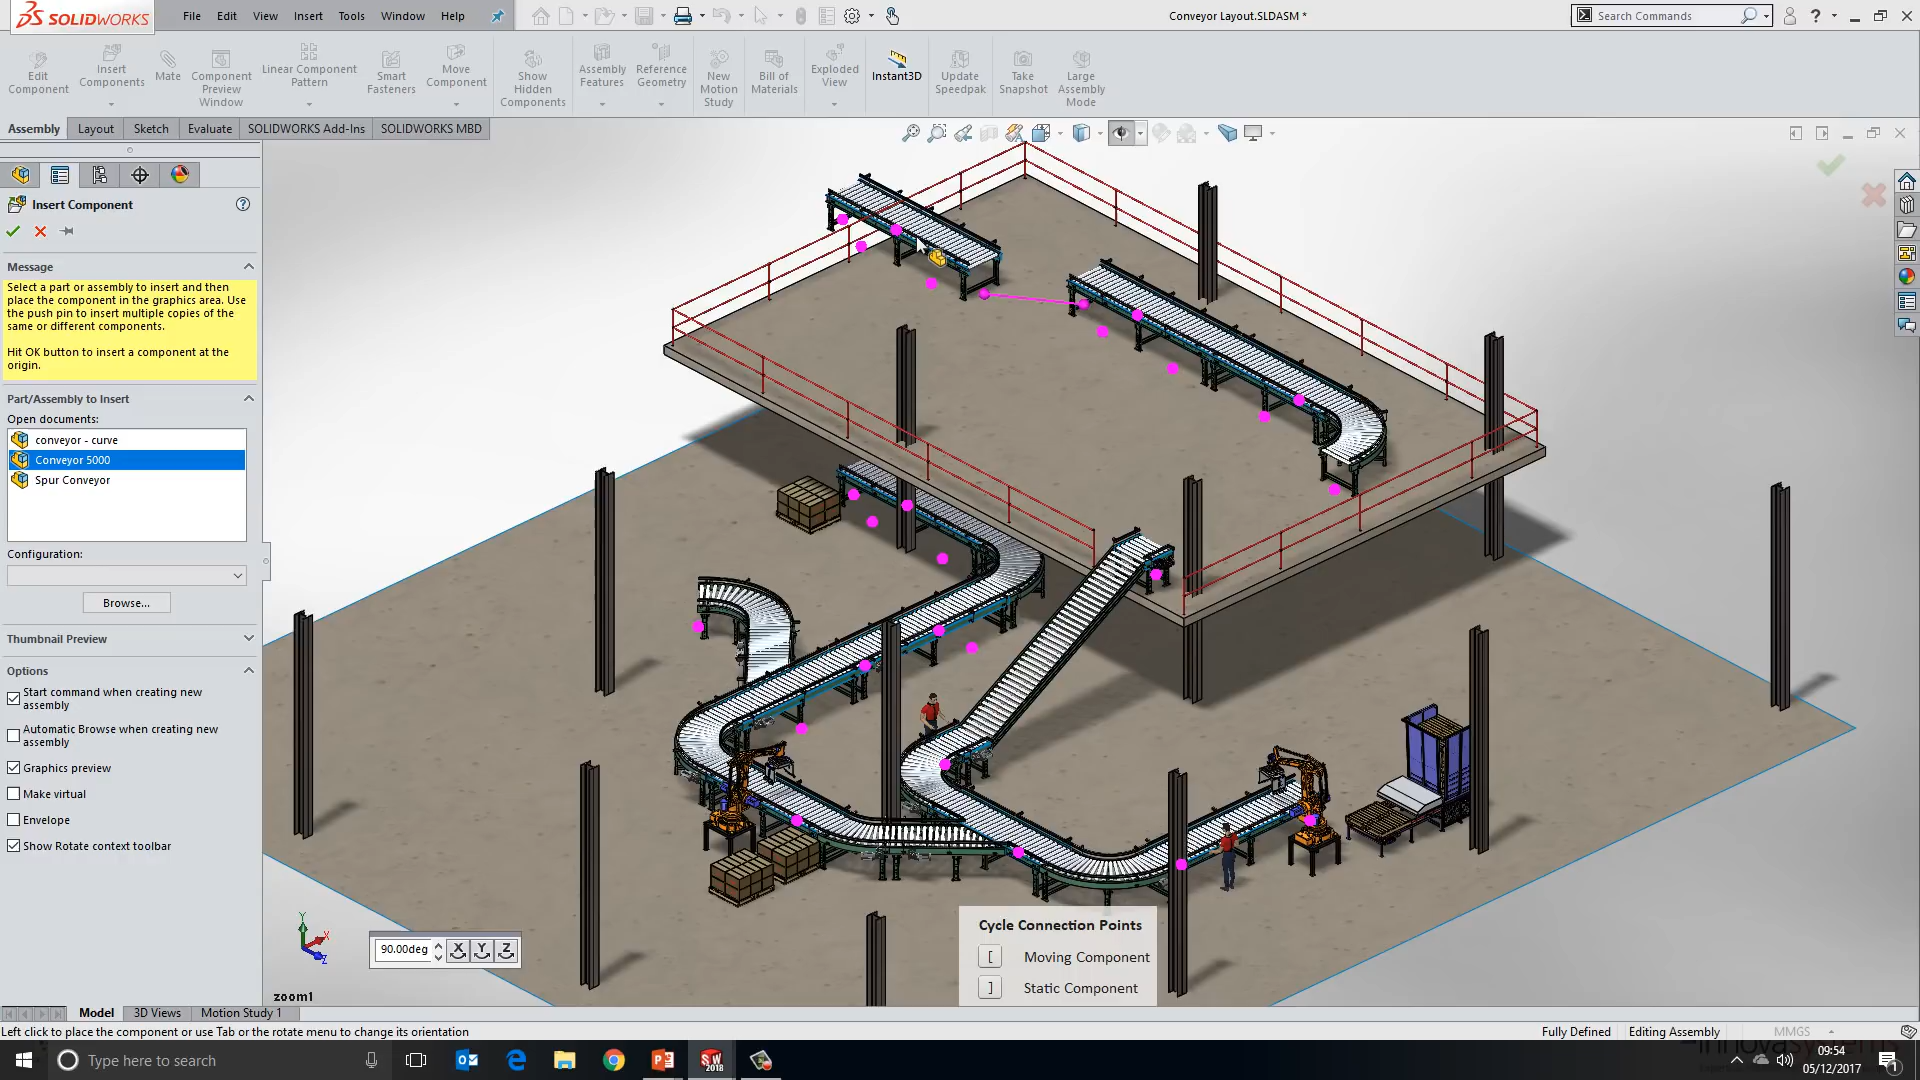 SOLIDWORKS
File Edit View Insert Tools Window Help
Conveyor Layout.SLDASM *
Search Commands
Edit Component
Insert Components
Mate
Component Preview Window
Linear Component Pattern
Smart Fasteners
Move Component
Show Hidden Components
Assembly Features
Reference Geometry
New Motion Study
Bill of Materials
Exploded View
Instant3D
Update Speedpak
Take Snapshot
Large Assembly Mode
Assembly Layout Sketch Evaluate SOLIDWORKS Add-Ins SOLIDWORKS MBD
Insert Component
Message
Select a part or assembly to insert and then
place the component in the graphics area. Use
the push pin to insert multiple copies of the
same or different components.
Hit OK button to insert a component at the
origin.
Part/Assembly to Insert
Open documents:
conveyor - curve
Conveyor 5000
Spur Conveyor
Configuration:
Browse...
Thumbnail Preview
Options
Start command when creating new
assembly
Automatic Browse when creating new
assembly
Graphics preview
Make virtual
Envelope
Show Rotate context toolbar
Y
X
Z
90.00deg X Y Z
Cycle Connection Points
[ Moving Component
] Static Component
zoom1
Model 3D Views Motion Study 1
Left click to place the component or use Tab or the rotate menu to change its orientation
Fully Defined Editing Assembly MMGS
Type here to search
SW 2018
09:54
05/12/2017
1